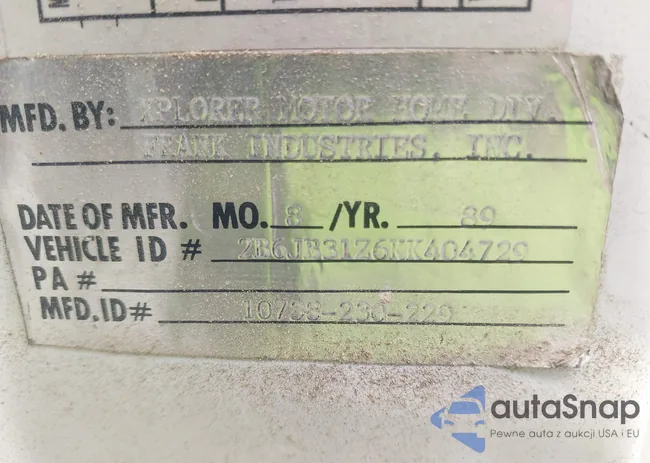 MFD. BY: XPLORER MOTOR HOME DIV.
FRANK INDUSTRIES, INC.
DATE OF MFR. MO. 8 /YR. 89
VEHICLE ID # 2B6JB31Z6KK404729
PA #
MFD. ID# 10788-230-229
autaSnap
Pewne auta z aukcji USA i EU